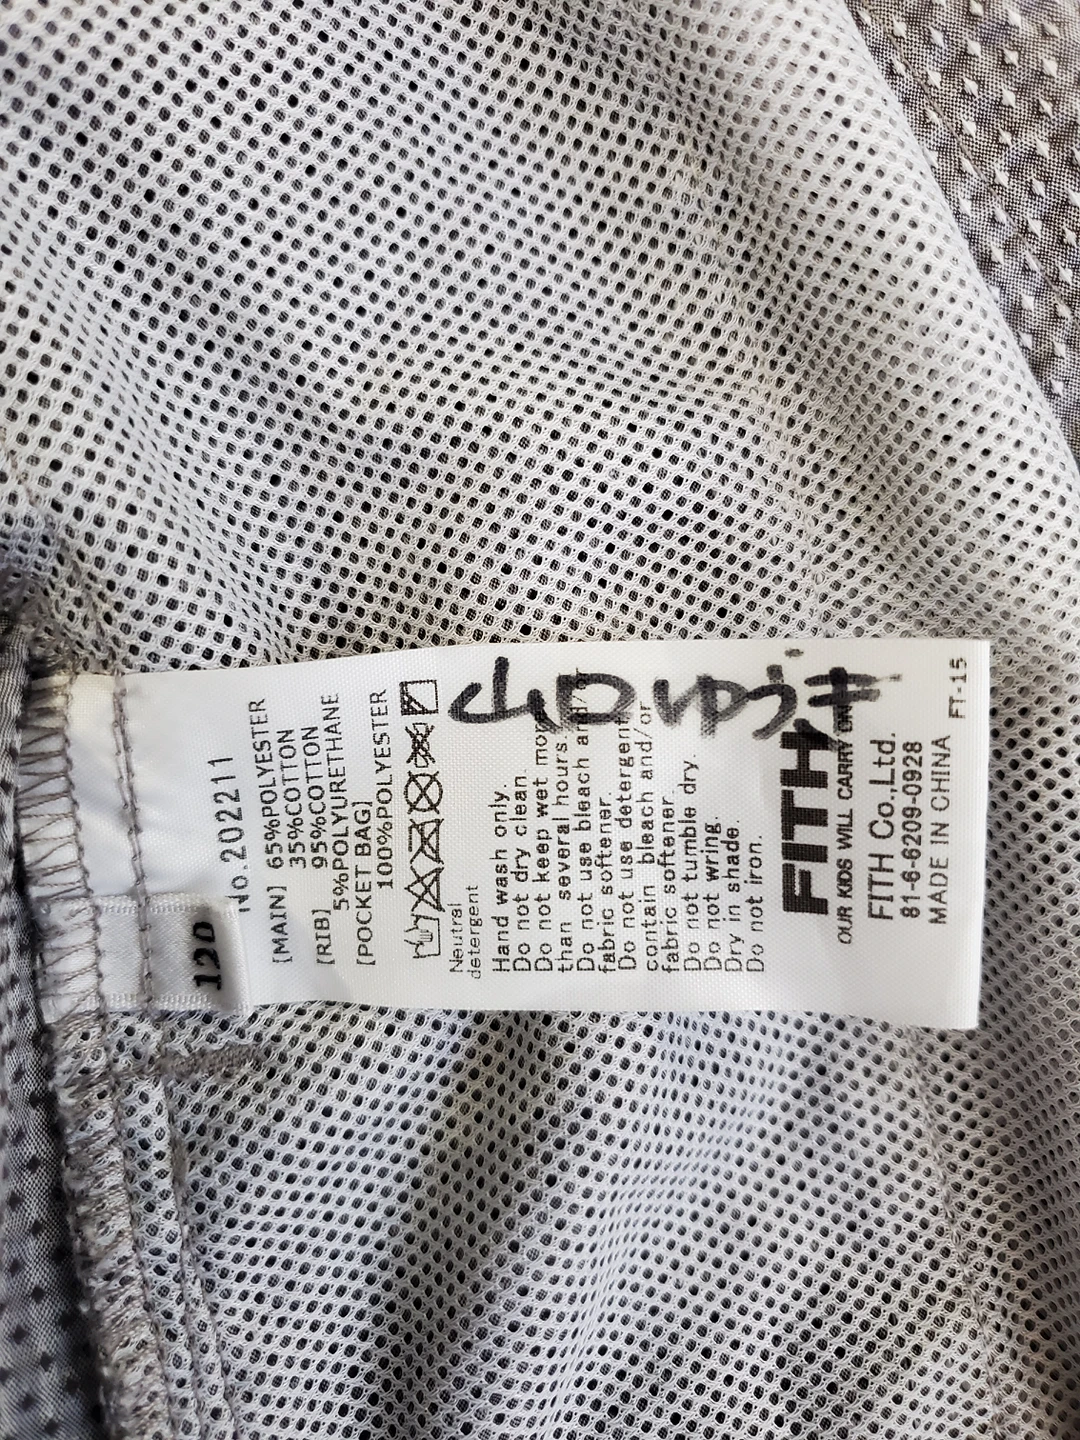 120
No.202211
[MAIN] 65%POLYESTER
35%COTTON
[RIB] 95%COTTON
5%POLYURETHANE
[POCKET BAG]
100%POLYESTER
Neutral
detergent
Hand wash only.
Do not dry clean.
Do not keep wet more
than several hours.
Do not use bleach and/or
fabric softener.
Do not use detergent
contain bleach and/or
fabric softener.
Do not tumble dry.
Do not wring.
Dry in shade.
Do not iron.
FITH
OUR KIDS WILL CARRY ON
FITH Co.,Ltd.
81-6-6209-0928
MADE IN CHINA
FT-15